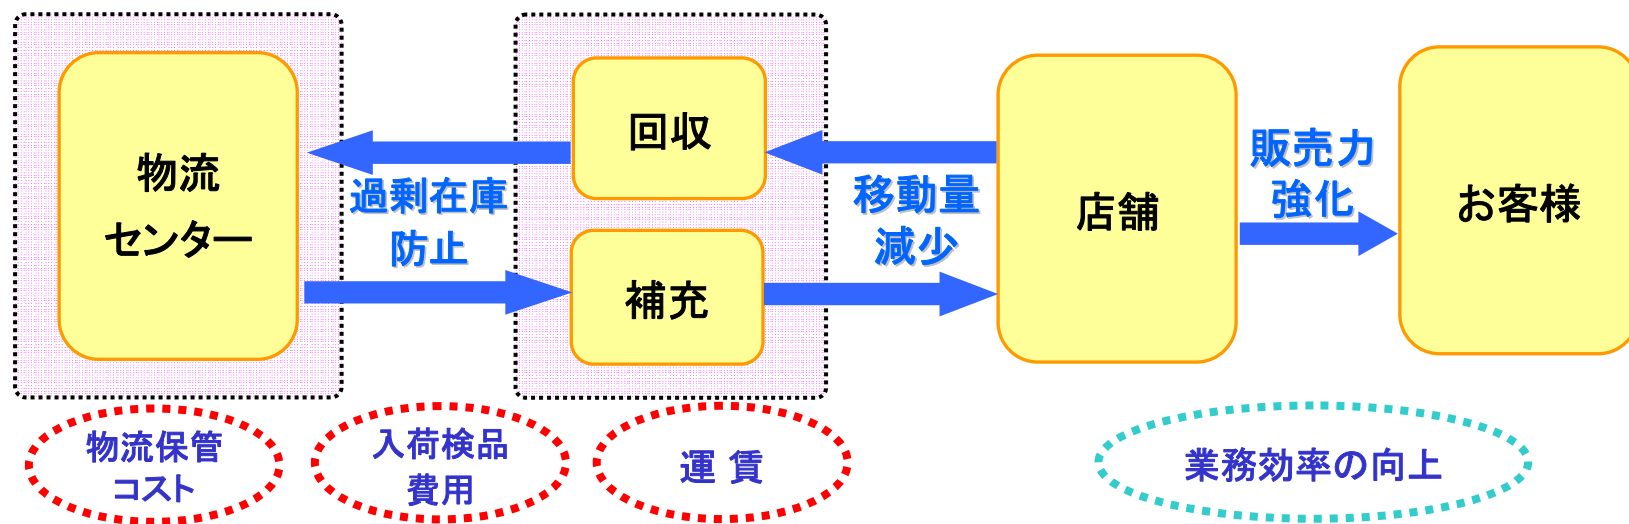 物流
センター
過剰在庫
防止
回収
補充
移動量
減少
店舗
販売力
強化
お客様
物流保管
コスト
入荷検品
費用
運 賃
業務効率の向上